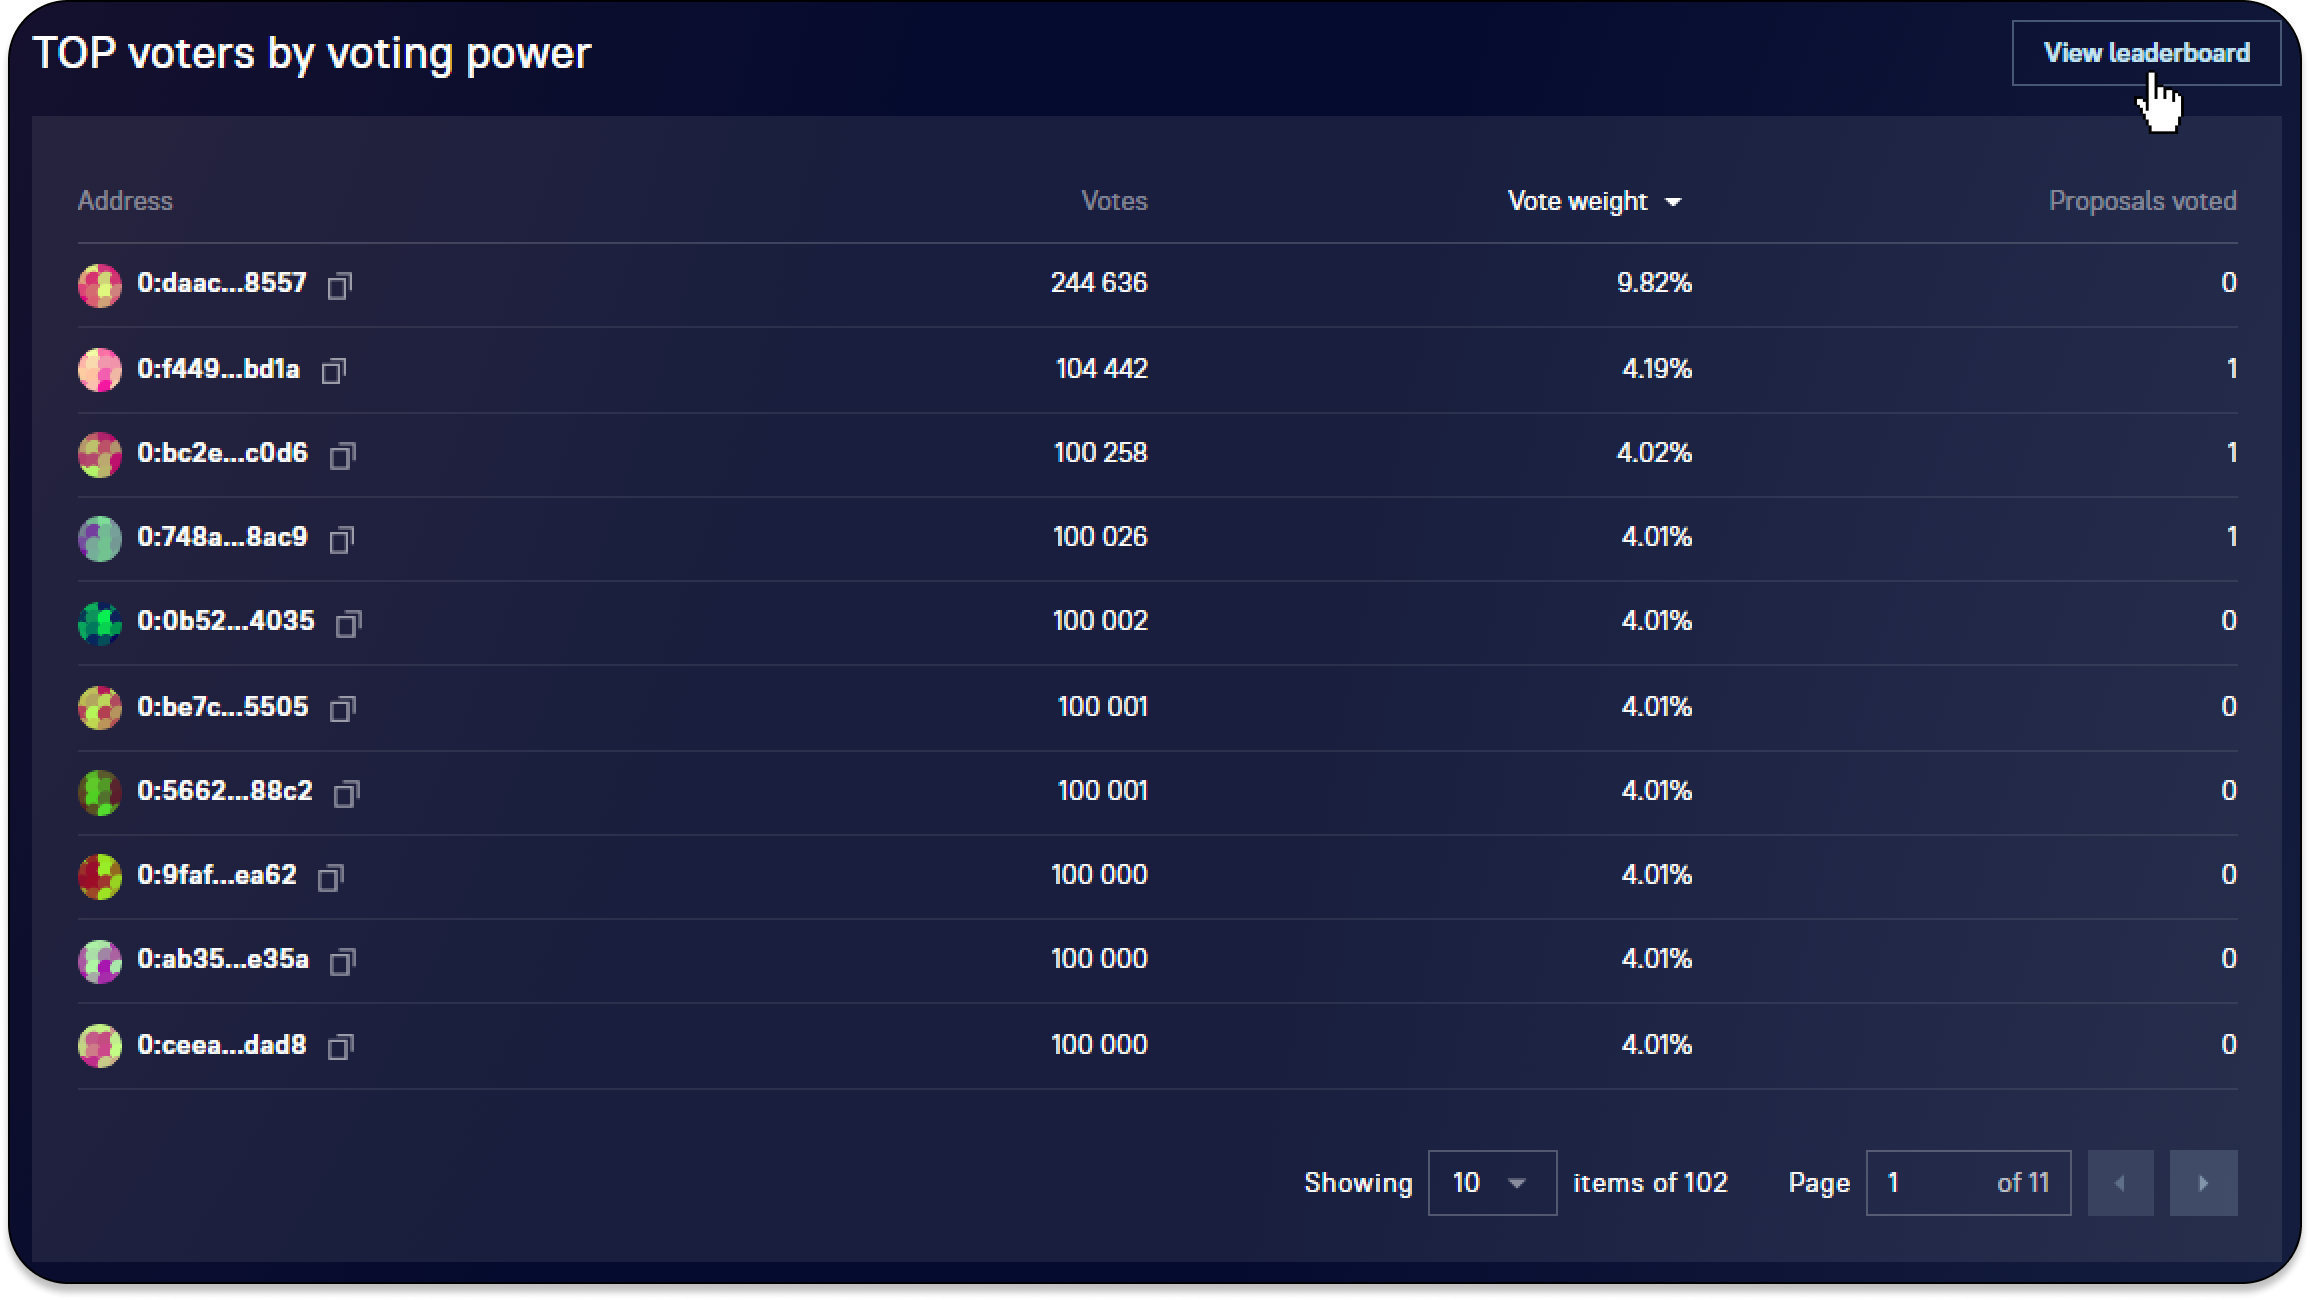 TOP voters by voting power
View leaderboard
Address Votes Vote weight Proposals voted
0:daac...8557 244 636 9.82% 0
0:f449...bd1a 104 442 4.19% 1
0:bc2e...c0d6 100 258 4.02% 1
0:748a...8ac9 100 026 4.01% 1
0:0b52...4035 100 002 4.01% 0
0:be7c...5505 100 001 4.01% 0
0:5662...88c2 100 001 4.01% 0
0:9faf...ea62 100 000 4.01% 0
0:ab35...e35a 100 000 4.01% 0
0:ceea...dad8 100 000 4.01% 0
Showing 10 items of 102 Page 1 of 11